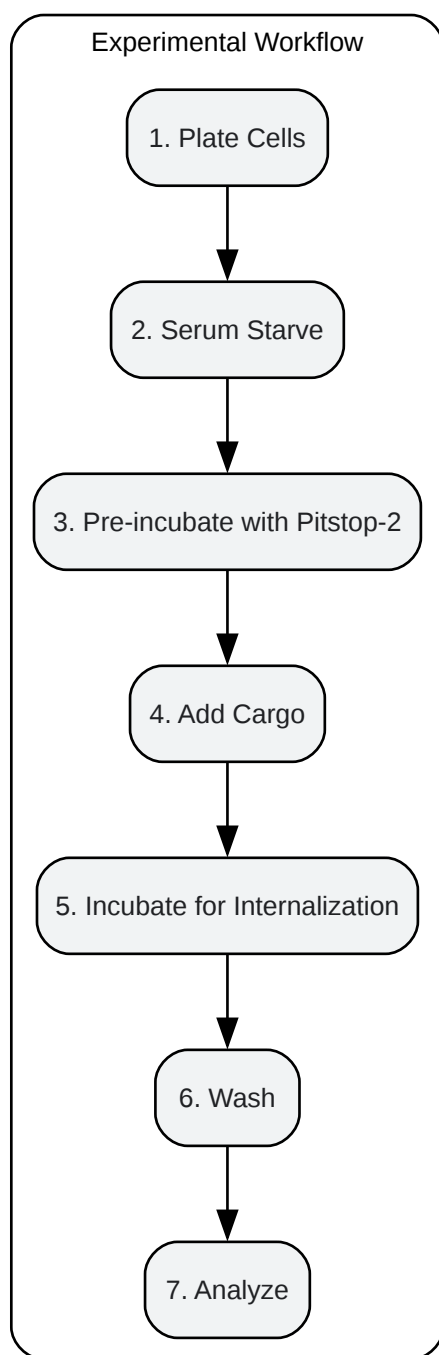 Experimental Workflow
1. Plate Cells
2. Serum Starve
3. Pre-incubate with Pitstop-2
4. Add Cargo
5. Incubate for Internalization
6. Wash
7. Analyze